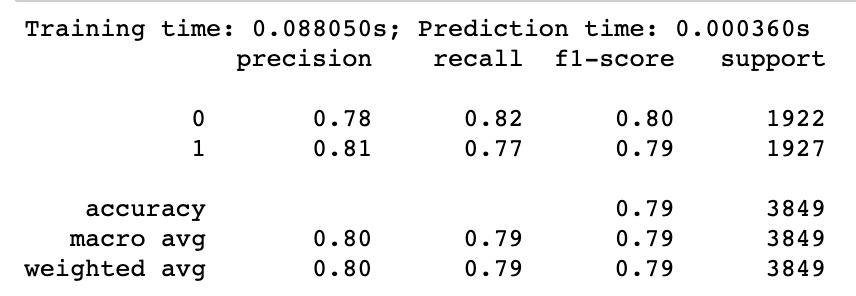 Training time: 0.088050s; Prediction time: 0.000360s
precision recall f1-score support
0 0.78 0.82 0.80 1922
1 0.81 0.77 0.79 1927
accuracy 0.79 3849
macro avg 0.80 0.79 0.79 3849
weighted avg 0.80 0.79 0.79 3849